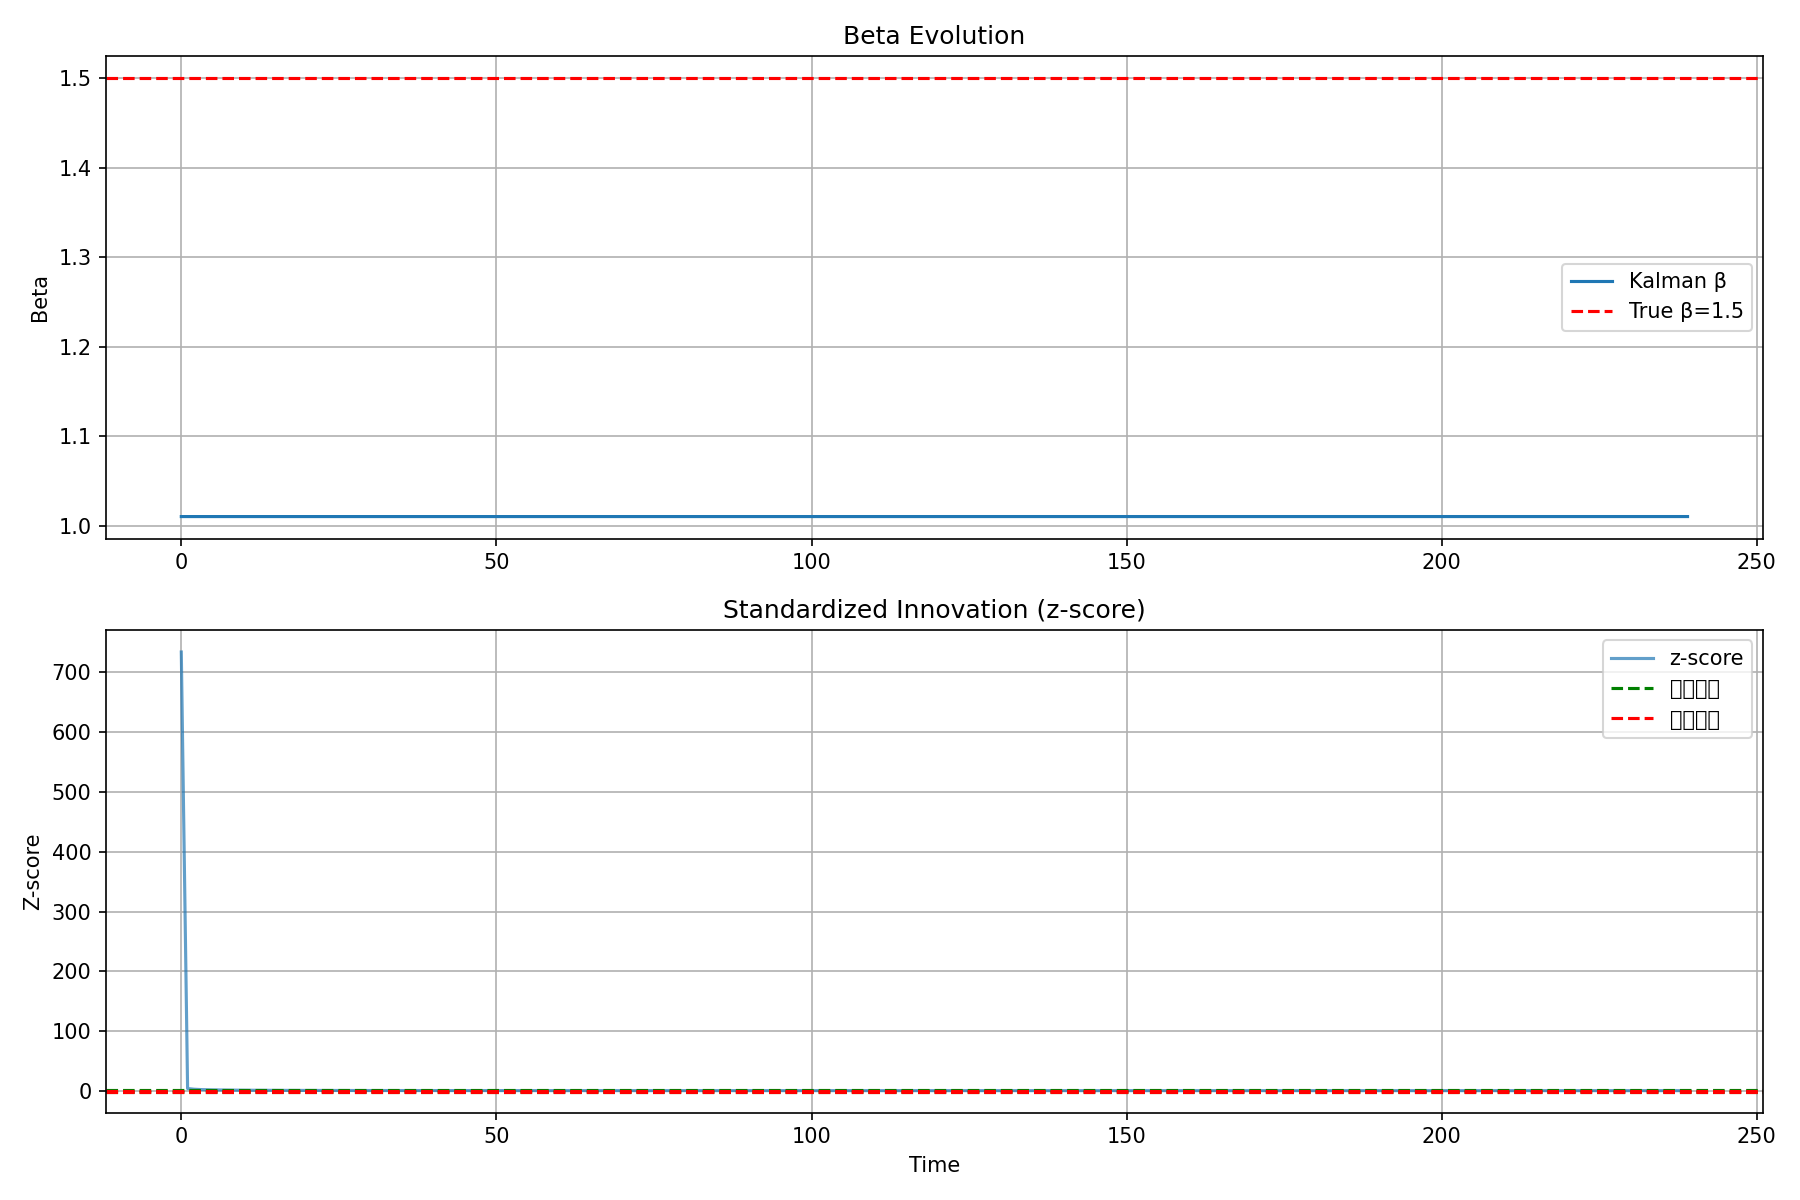 Beta Evolution
1.5
1.4
1.3
1.2
1.1
1.0
Beta
Kalman β
True β=1.5
0 50 100 150 200 250
Standardized Innovation (z-score)
700
600
500
400
300
200
100
0
Z-score
z-score
0 50 100 150 200 250
Time